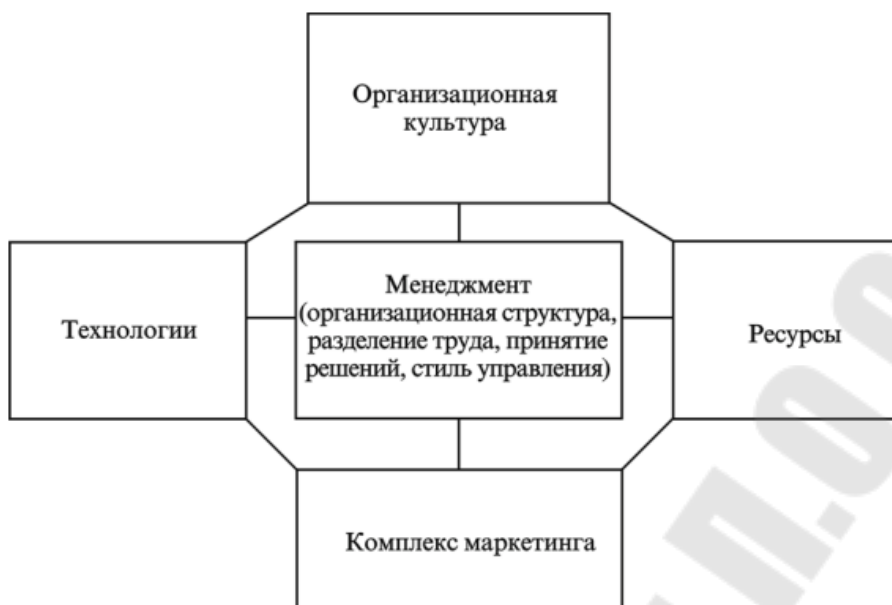 Организационная
культура
Технологии
Менеджмент
(организационная структура,
разделение труда, принятие
решений, стиль управления)
Ресурсы
Комплекс маркетинга